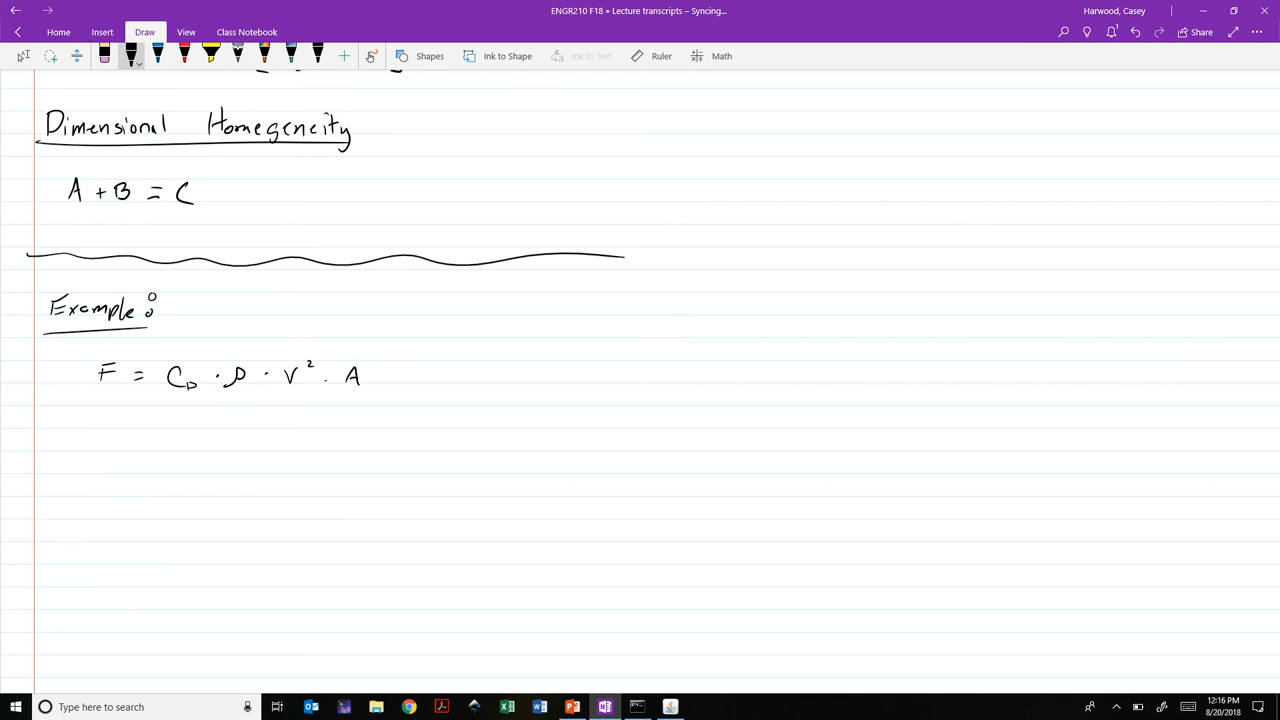 ENGR210 F18 » Lecture transcripts – Syncing...
Harwood, Casey
Home Insert Draw View Class Notebook
Share
Shapes Ink to Shape Ink to Text Ruler Math
Dimensional Homegeneity
A + B = C
Example:
F = C_D · ρ · V² · A
Type here to search
12:16 PM
8/20/2018